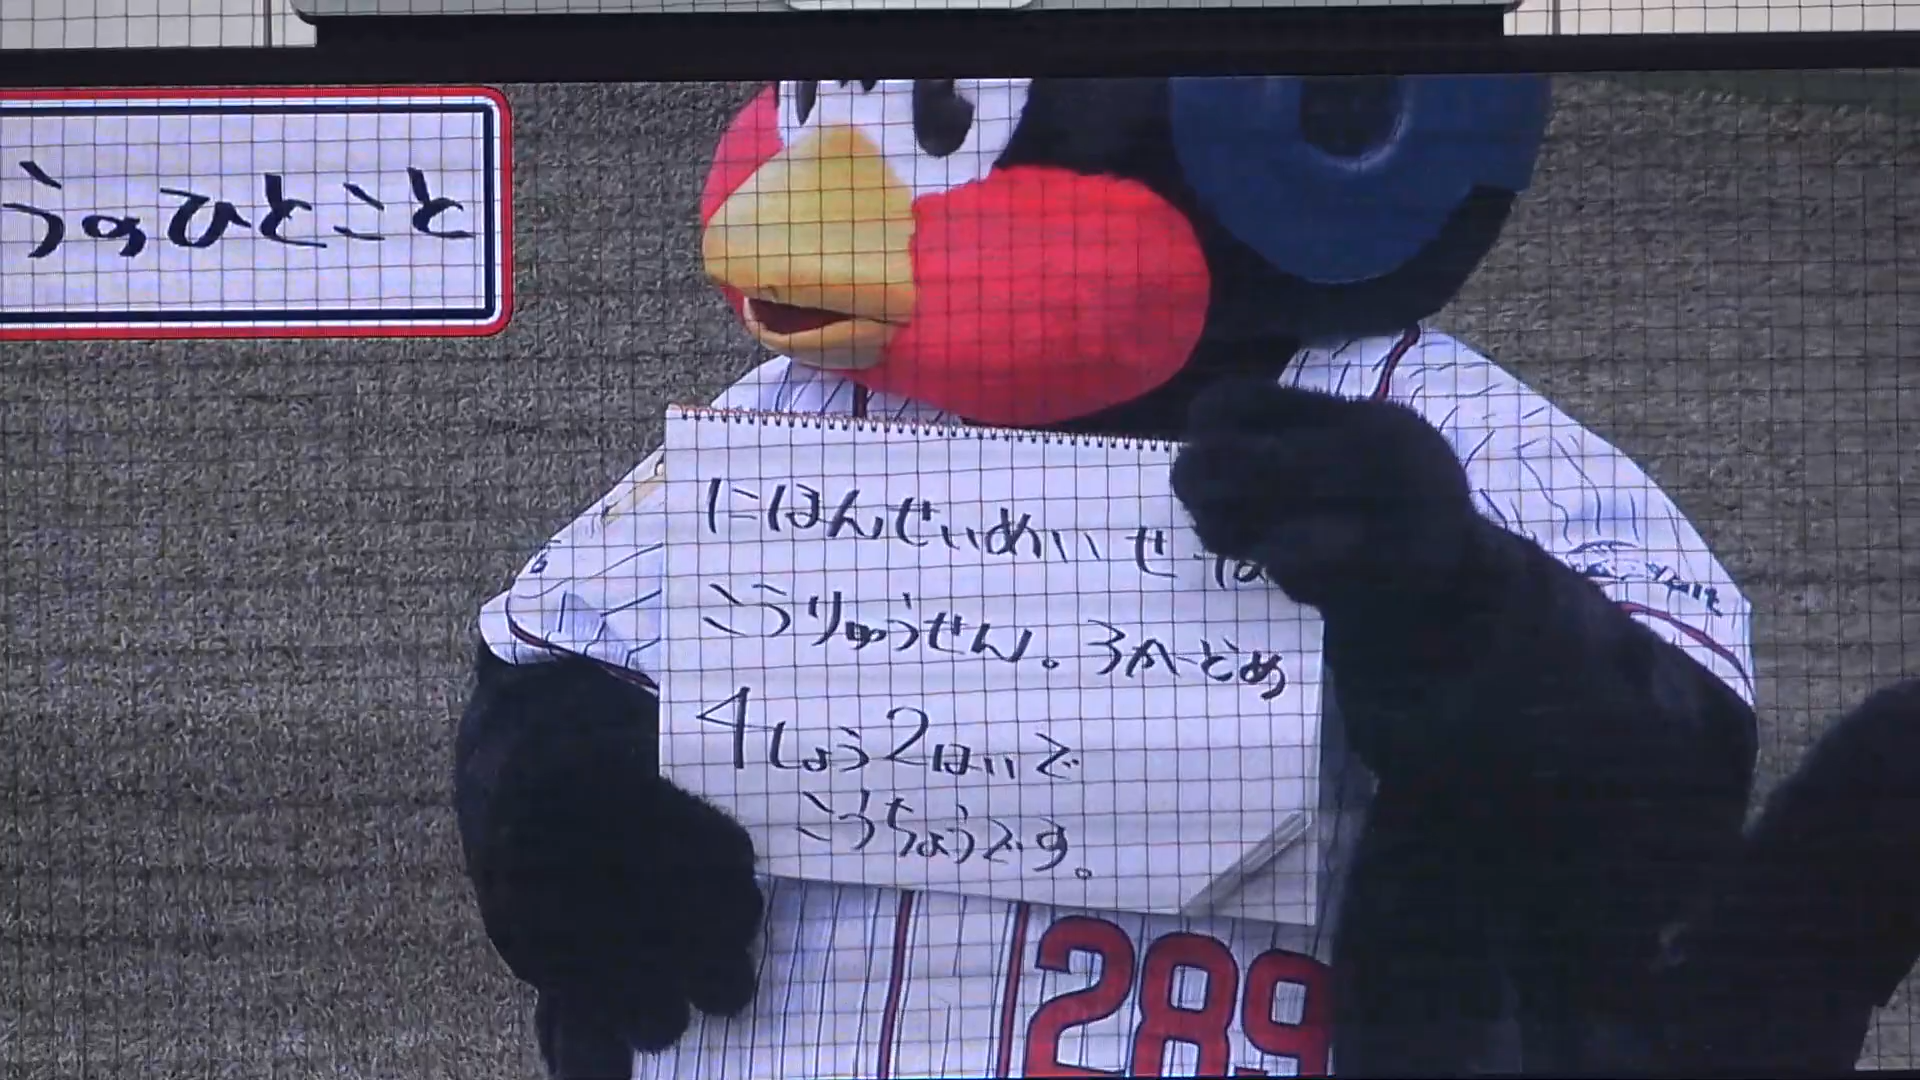 うのひとこと
にほんせいめいセ
こうりゅうせん。3かどめ
4しょう2はいで
こうちょうです。
289